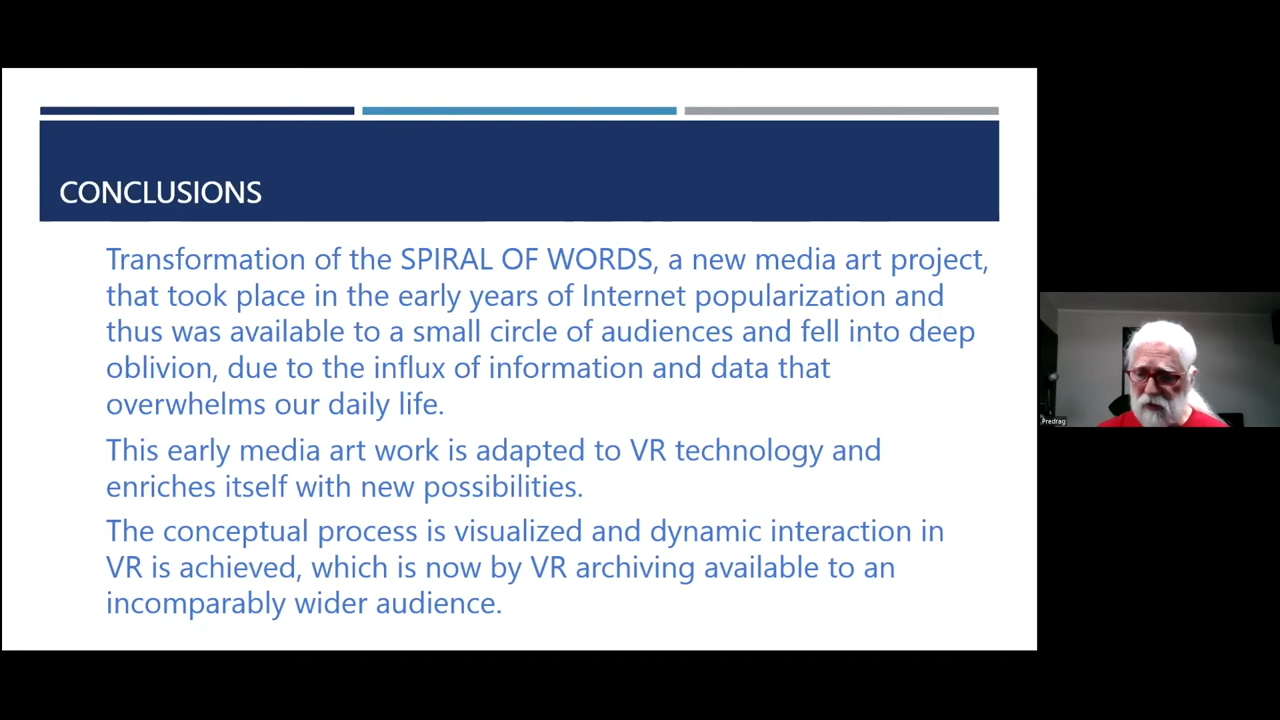 CONCLUSIONS
Transformation of the SPIRAL OF WORDS, a new media art project,
that took place in the early years of Internet popularization and
thus was available to a small circle of audiences and fell into deep
oblivion, due to the influx of information and data that
overwhelms our daily life.
This early media art work is adapted to VR technology and
enriches itself with new possibilities.
The conceptual process is visualized and dynamic interaction in
VR is achieved, which is now by VR archiving available to an
incomparably wider audience.
Predrag